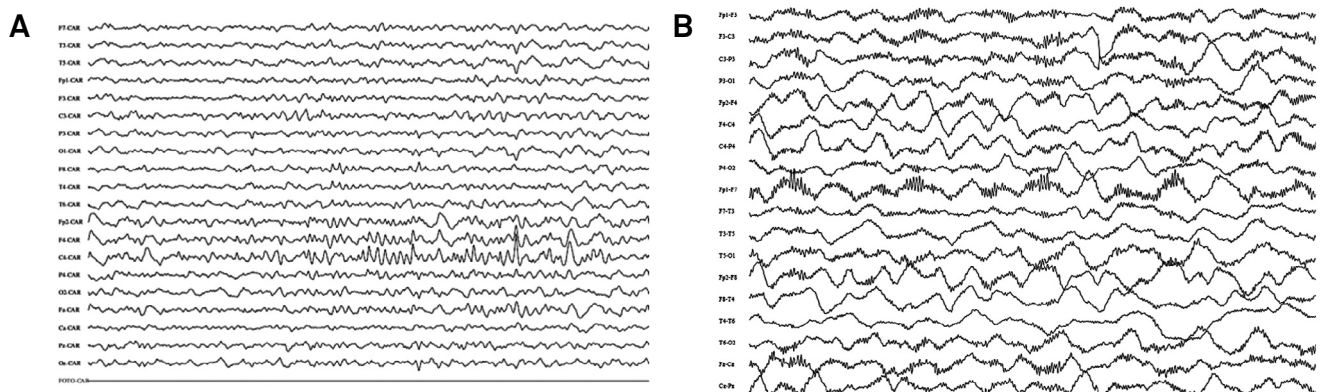 A
F7-CAR
T3-CAR
T5-CAR
Fp1-CAR
F3-CAR
C3-CAR
P3-CAR
O1-CAR
F8-CAR
T4-CAR
T6-CAR
Fp2-CAR
F4-CAR
C4-CAR
P4-CAR
O2-CAR
Fz-CAR
Cz-CAR
Pz-CAR
Oz-CAR
FOTO-CAR
B
Fp1-F3
F3-C3
C3-P3
P3-O1
Fp2-F4
F4-C4
C4-P4
P4-O2
Fp1-F7
F7-T3
T3-T5
T5-O1
Fp2-F8
F8-T4
T4-T6
T6-O2
Fz-Cz
Cz-Pz